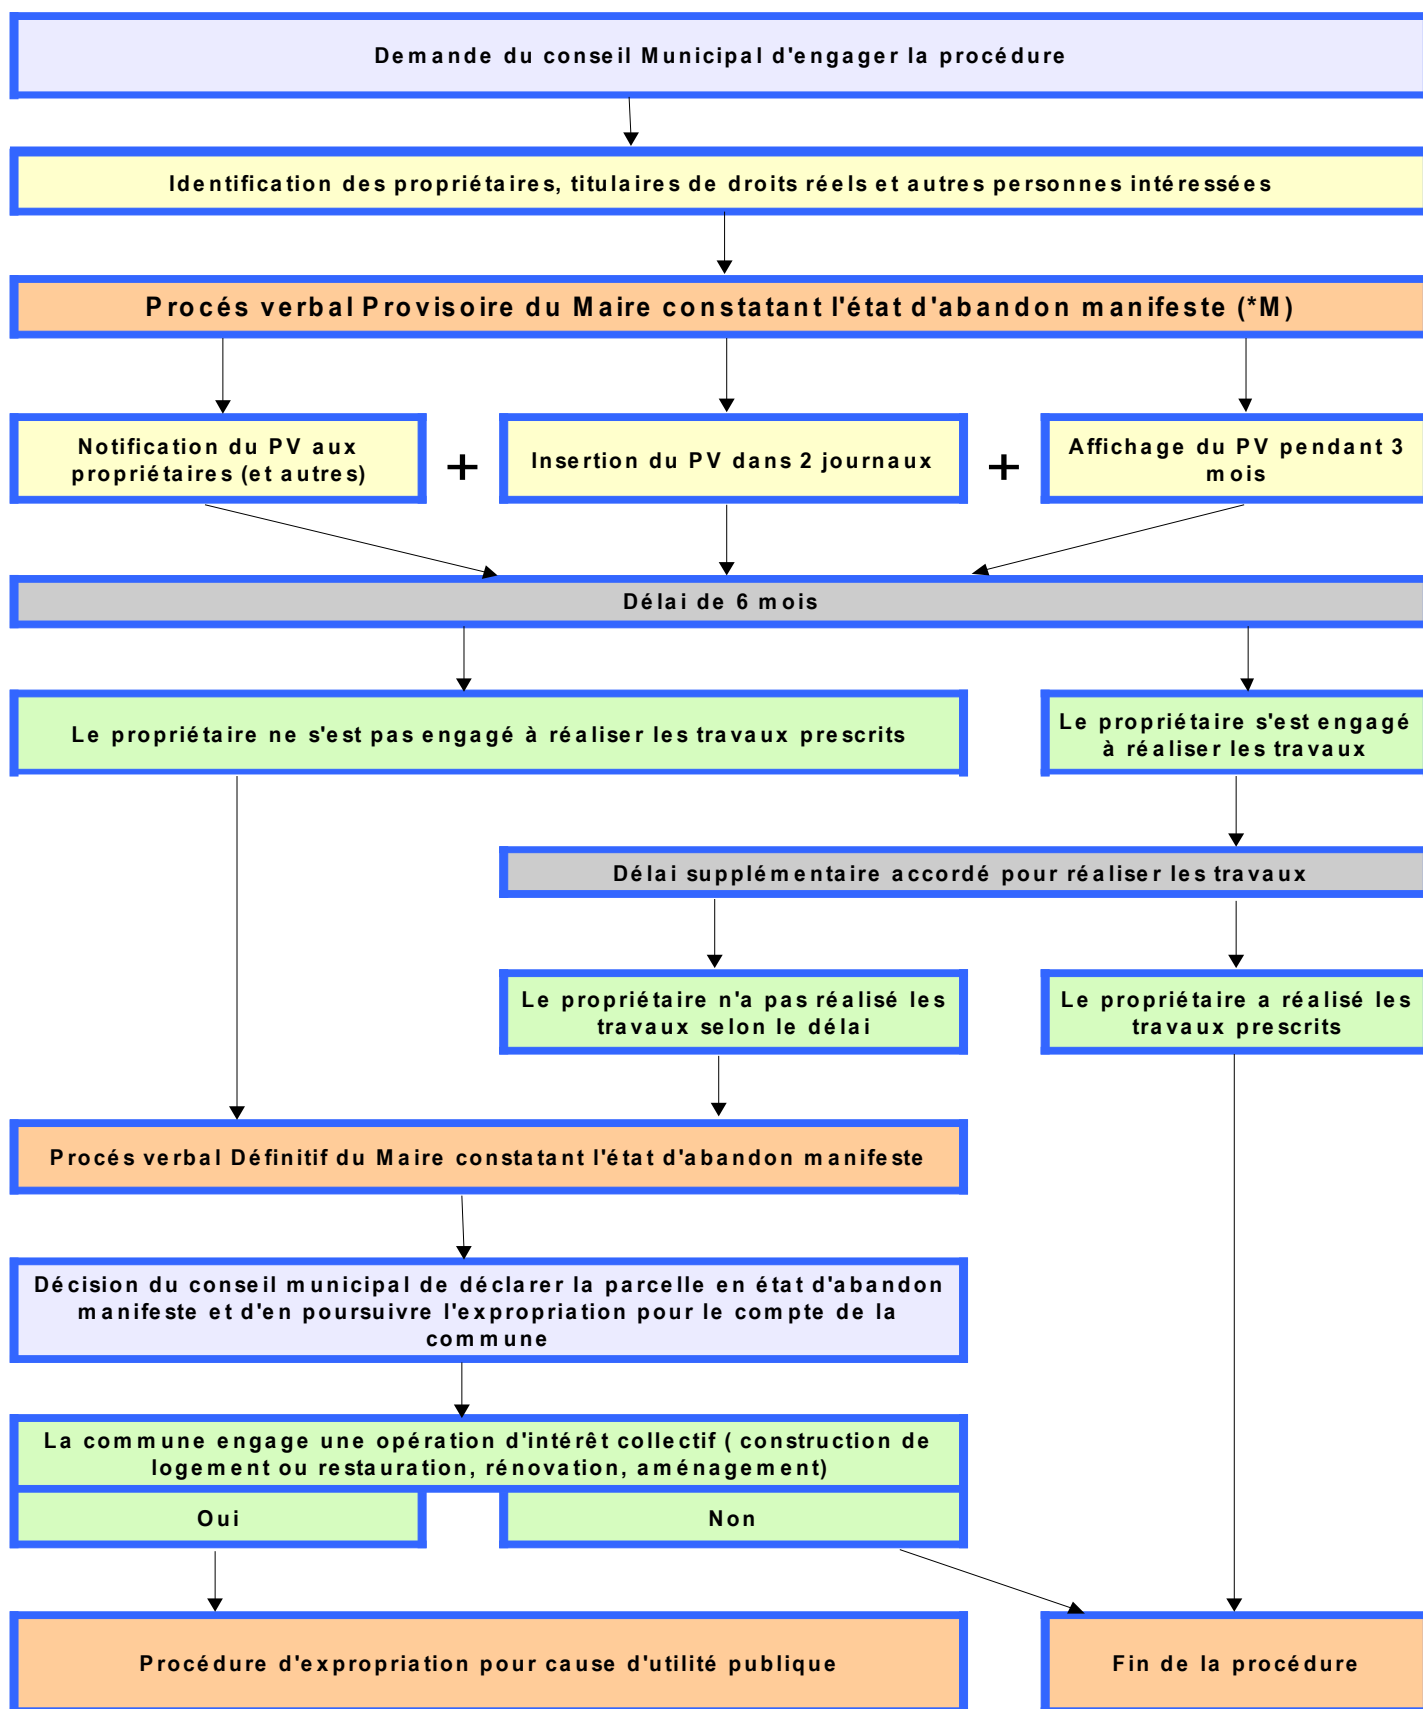 Demande du conseil Municipal d'engager la procédure
Identification des propriétaires, titulaires de droits réels et autres personnes intéressées
Procés verbal Provisoire du Maire constatant l'état d'abandon manifeste (*M)
Notification du PV aux
propriétaires (et autres)
+
Insertion du PV dans 2 journaux
+
Affichage du PV pendant 3
mois
Délai de 6 mois
Le propriétaire ne s'est pas engagé à réaliser les travaux prescrits
Le propriétaire s'est engagé
à réaliser les travaux
Délai supplémentaire accordé pour réaliser les travaux
Le propriétaire n'a pas réalisé les
travaux selon le délai
Le propriétaire a réalisé les
travaux prescrits
Procés verbal Définitif du Maire constatant l'état d'abandon manifeste
Décision du conseil municipal de déclarer la parcelle en état d'abandon
manifeste et d'en poursuivre l'expropriation pour le compte de la
commune
La commune engage une opération d'intérêt collectif ( construction de
logement ou restauration, rénovation, aménagement)
Oui
Non
Procédure d'expropriation pour cause d'utilité publique
Fin de la procédure